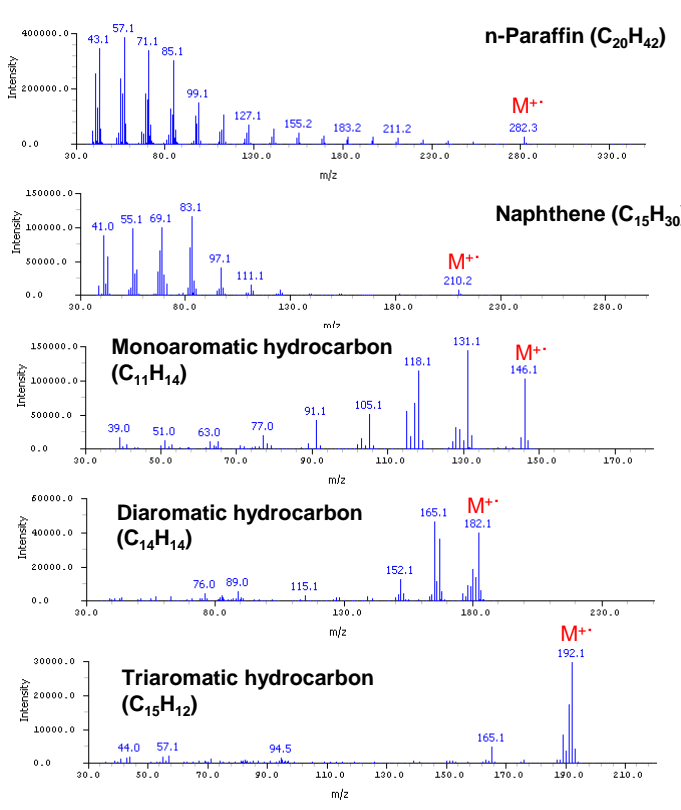 n-Paraffin (C₂₀H₄₂)
400000.0
200000.0
0.0
Intensity
43.1 57.1 71.1 85.1 99.1 127.1 155.2 183.2 211.2 282.3
M⁺·
30.0 80.0 130.0 180.0 230.0 280.0 330.0
m/z
Naphthene (C₁₅H₃₀)
150000.0
100000.0
50000.0
0.0
Intensity
41.0 55.1 69.1 83.1 97.1 111.1 210.2
M⁺·
30.0 80.0 130.0 180.0 230.0 280.0
m/z
Monoaromatic hydrocarbon
(C₁₁H₁₄)
150000.0
100000.0
50000.0
0.0
Intensity
39.0 51.0 63.0 77.0 91.1 105.1 118.1 131.1 146.1
M⁺·
30.0 50.0 70.0 90.0 110.0 130.0 150.0 170.0
m/z
Diaromatic hydrocarbon
(C₁₄H₁₄)
60000.0
40000.0
20000.0
0.0
Intensity
76.0 89.0 115.1 152.1 165.1 182.1
M⁺·
30.0 80.0 130.0 180.0 230.0
m/z
Triaromatic hydrocarbon
(C₁₅H₁₂)
30000.0
20000.0
10000.0
0.0
Intensity
44.0 57.1 94.5 165.1 192.1
M⁺·
30.0 50.0 70.0 90.0 110.0 130.0 150.0 170.0 190.0 210.0
m/z